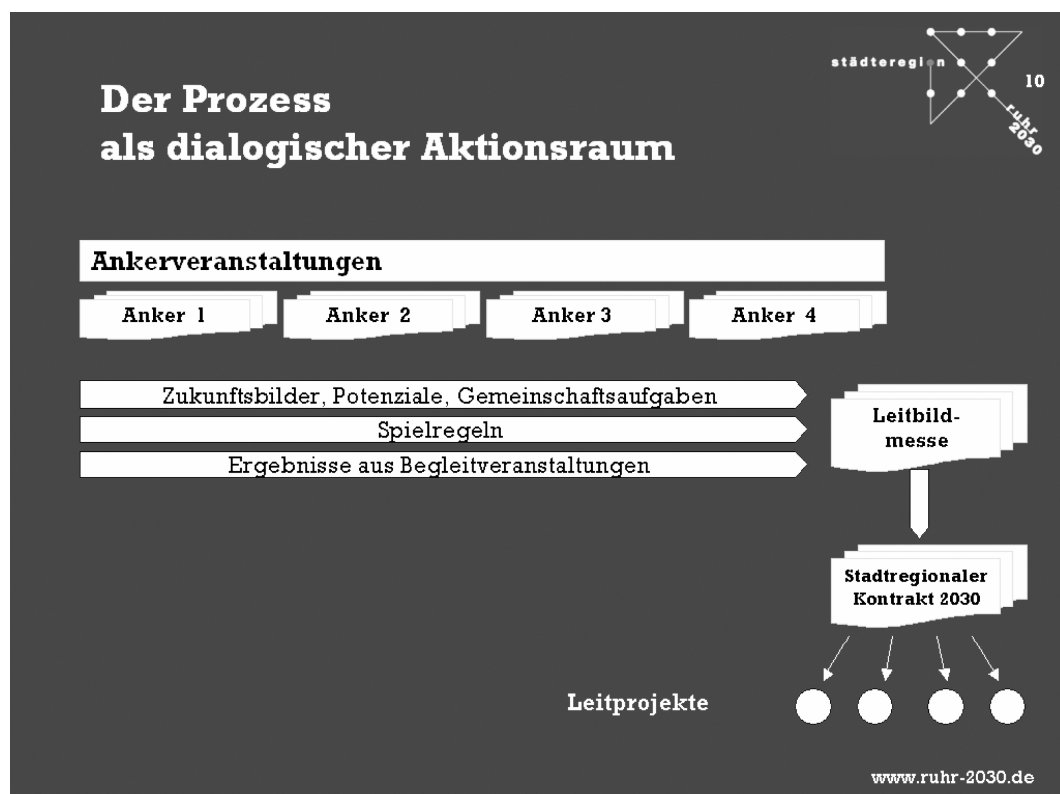 städteregion
ruhr
2030
10
Der Prozess
als dialogischer Aktionsraum
Ankerveranstaltungen
Anker 1
Anker 2
Anker 3
Anker 4
Zukunftsbilder, Potenziale, Gemeinschaftsaufgaben
Spielregeln
Ergebnisse aus Begleitveranstaltungen
Leitbild-
messe
Stadtregionaler
Kontrakt 2030
Leitprojekte
www.ruhr-2030.de